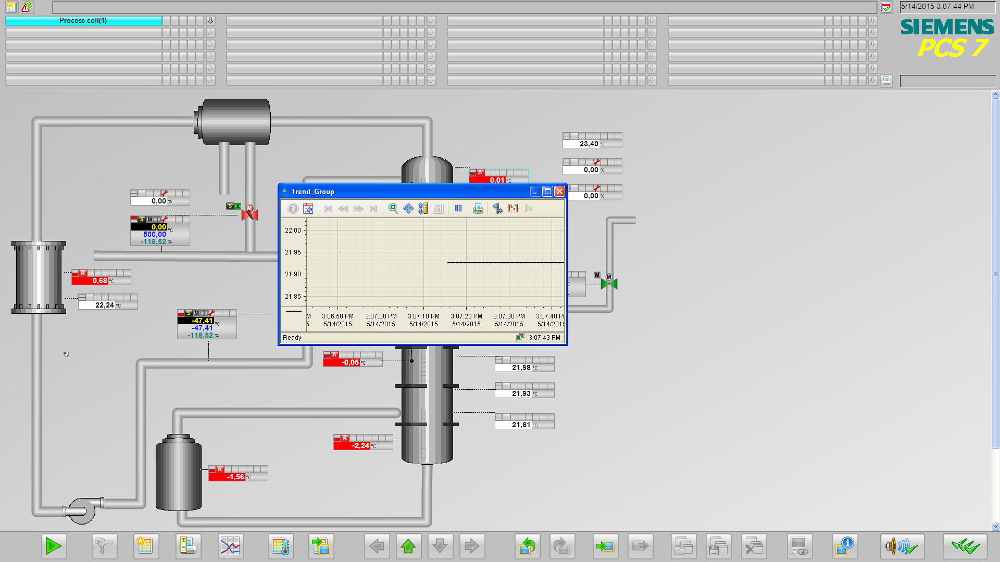 5/14/2015 3:07:44 PM
Process cell(1)
SIEMENS
PCS 7
23,40 °C
0,00 %
0,00 %
A
0,01 °C
0,00 %
S M I
0,00 °C
500,00
-118,52 %
S A
M
A
0,68 °C
22,24 °C
S M I
-47,41 °C
-47,41
-118,52 %
Trend_Group
1:1
f(x)
22.00
21.95
21.90
21.85
M 3:06:50 PM 3:07:00 PM 3:07:10 PM 3:07:20 PM 3:07:30 PM 3:07:40 P
5 5/14/2015 5/14/2015 5/14/2015 5/14/2015 5/14/2015 5/14/201
Ready 3:07:43 PM
M M
A
-0,05 °C
21,98 °C
21,93 °C
21,61 °C
A
-2,24 °C
A
-1,56 °C